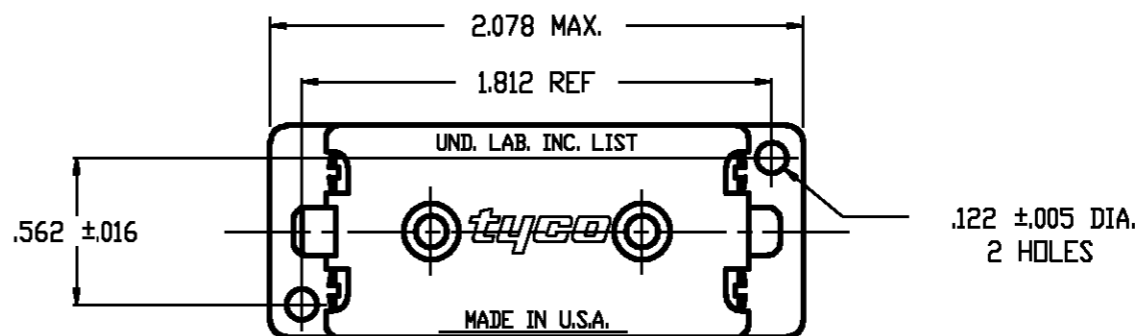 2.078 MAX.
1.812 REF
UND. LAB. INC. LIST
.562 ±.016
tyco
.122 ±.005 DIA.
2 HOLES
MADE IN U.S.A.